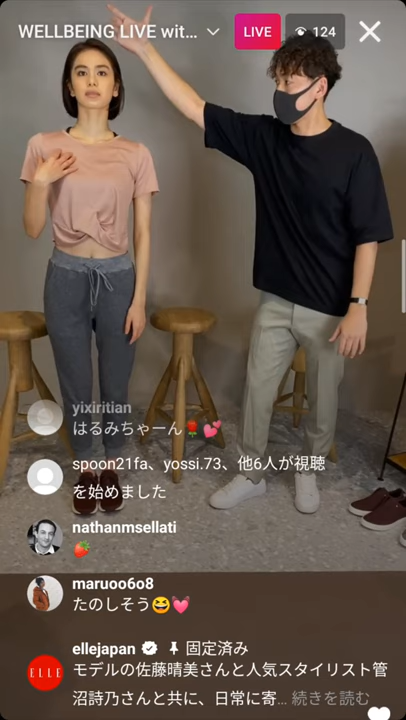 WELLBEING LIVE wit...
LIVE
124
yixiritian
はるみちゃーん🌹💕
spoon21fa、yossi.73、他6人が視聴
を始めました
nathanmsellati
🍓
maruoo6o8
たのしそう😆💓
ELLE
ellejapan 固定済み
モデルの佐藤晴美さんと人気スタイリスト管
沼詩乃さんと共に、日常に寄... 続きを読む